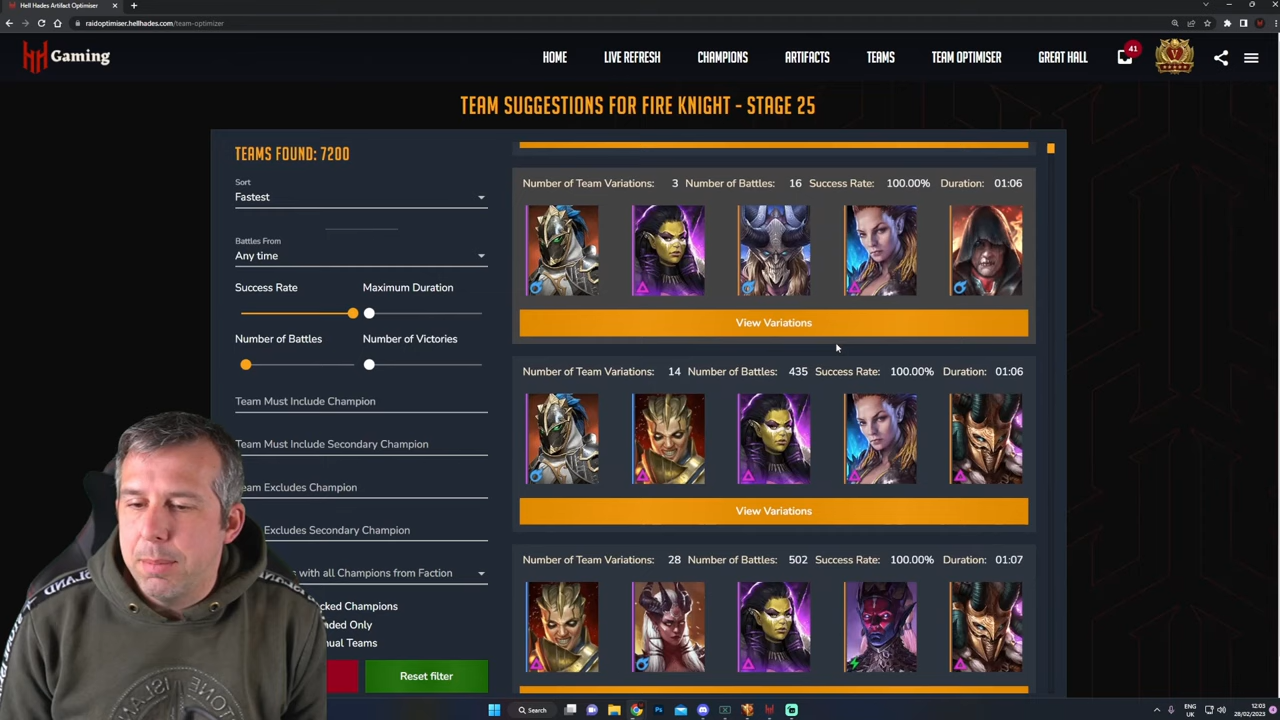 Hell Hades Artifact Optimiser
raidoptimiser.hellhades.com/team-optimizer
HH Gaming
HOME LIVE REFRESH CHAMPIONS ARTIFACTS TEAMS TEAM OPTIMISER GREAT HALL 41 V
TEAM SUGGESTIONS FOR FIRE KNIGHT - STAGE 25
TEAMS FOUND: 7200
Sort
Fastest
Battles From
Any time
Success Rate Maximum Duration
Number of Battles Number of Victories
Team Must Include Champion
Team Must Include Secondary Champion
Team Excludes Champion
Excludes Secondary Champion
with all Champions from Faction
Only
Teams
Reset filter
Number of Team Variations: 3 Number of Battles: 16 Success Rate: 100.00% Duration: 01:06
View Variations
Number of Team Variations: 14 Number of Battles: 435 Success Rate: 100.00% Duration: 01:06
View Variations
Number of Team Variations: 28 Number of Battles: 502 Success Rate: 100.00% Duration: 01:07
Search
ENG
UK
12:03
28/02/2023